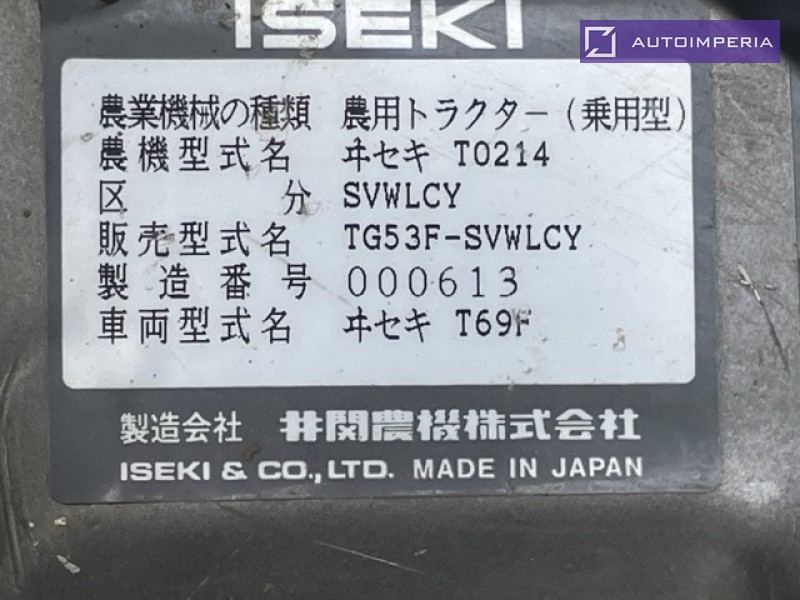 ISEKI
AUTOIMPERIA
農業機械の種類 農用トラクター(乗用型)
農機型式名 ヰセキ T0214
区分 SVWLCY
販売型式名 TG53F-SVWLCY
製造番号 000613
車両型式名 ヰセキ T69F
製造会社 井関農機株式会社
ISEKI & CO.,LTD. MADE IN JAPAN